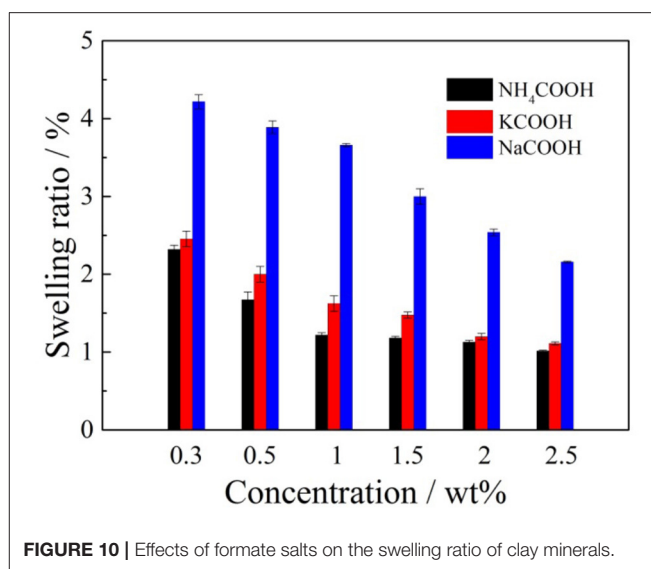 5
4
3
2
1
0
Swelling ratio / %
NH₄COOH
KCOOH
NaCOOH
0.3 0.5 1 1.5 2 2.5
Concentration / wt%
FIGURE 10 | Effects of formate salts on the swelling ratio of clay minerals.